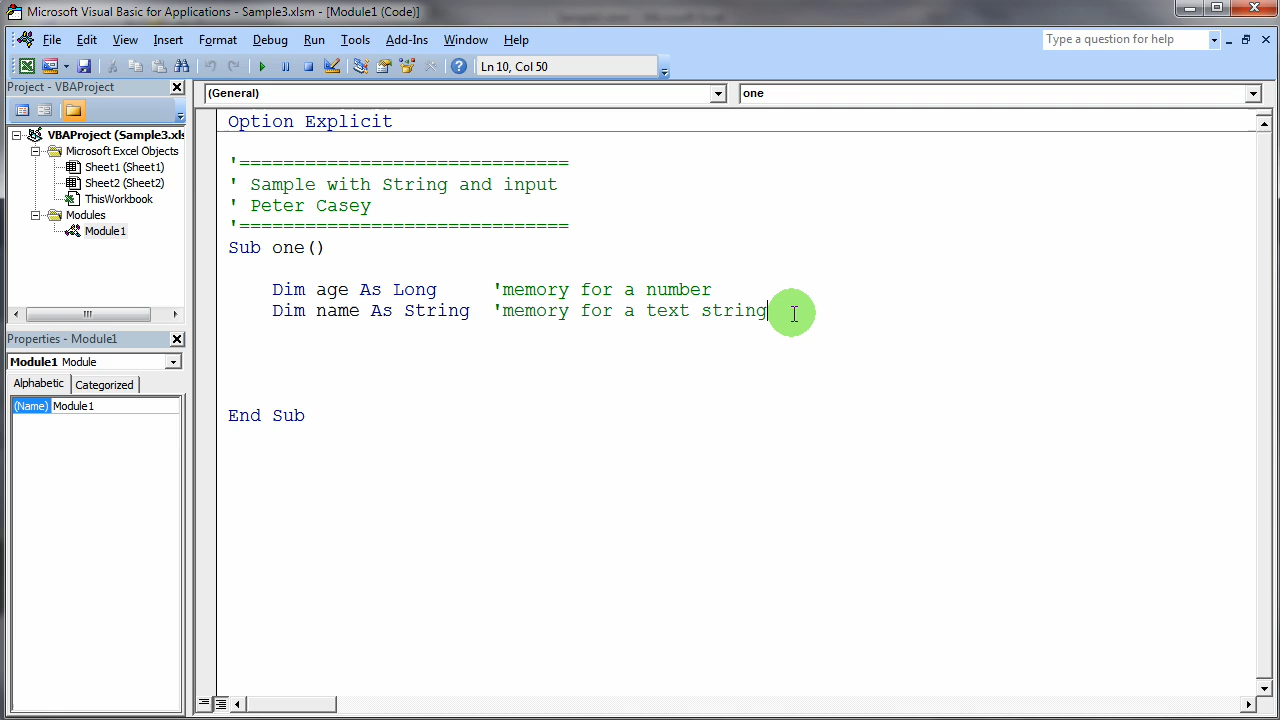 Microsoft Visual Basic for Applications - Sample3.xlsm - [Module1 (Code)]
File Edit View Insert Format Debug Run Tools Add-Ins Window Help
Type a question for help
Ln 10, Col 50
Project - VBAProject
(General)
one
VBAProject (Sample3.xls
Microsoft Excel Objects
Sheet1 (Sheet1)
Sheet2 (Sheet2)
ThisWorkbook
Modules
Module1
Properties - Module1
Module1 Module
Alphabetic Categorized
(Name) Module1
Option Explicit
'==============================
' Sample with String and input
' Peter Casey
'==============================
Sub one()
Dim age As Long 'memory for a number
Dim name As String 'memory for a text string
End Sub